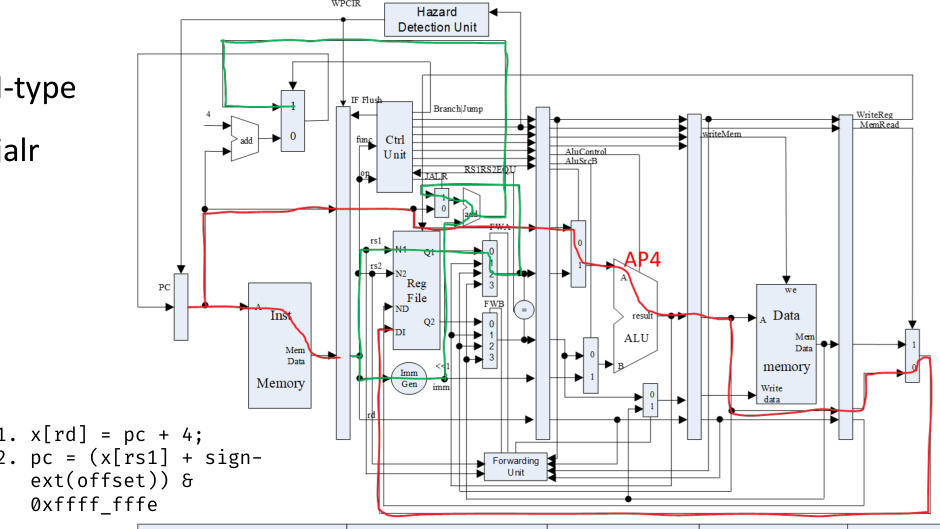 WPCIR
Hazard
Detection Unit
I-type
jalr
1
0
4
add
IF Flush
Branch|Jump
func
Ctrl
Unit
op
JALR
RS1RS2EQU
1
0
add
AluControl
AluSrcB
writeMem
WriteReg
MemRead
PC
A
Inst
Mem
Data
Memory
rs1
rs2
N1
N2
ND
DI
Q1
Q2
Reg
File
FWA
0
1
2
3
FWB
0
1
2
3
=
<<1
Imm
Gen
imm
rd
0
1
AP4
A
result
ALU
B
0
1
0
1
we
A
Data
Mem
Data
memory
Write
data
1
0
Forwarding
Unit
1. x[rd] = pc + 4;
2. pc = (x[rs1] + sign-
ext(offset)) &
0xffff_fffe